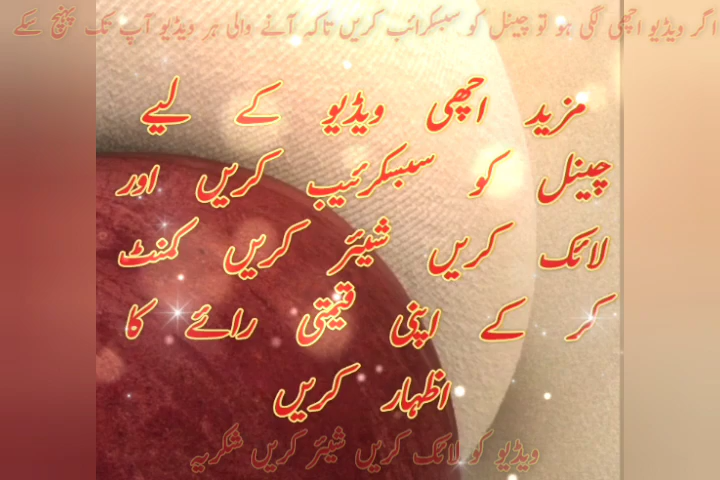 اگر ویڈیو اچھی لگی ہو تو چینل کو سبسکرائب کریں تاکہ آنے والی ہر ویڈیو آپ تک پہنچ سکے
مزید اچھی ویڈیو کے لیے
چینل کو سبسکرئیب کریں اور
لائک کریں شیئر کریں کمنٹ
کر کے اپنی قیمتی رائے کا
اظہار کریں
ویڈیو کو لائک کریں شیئر کریں شکریہ